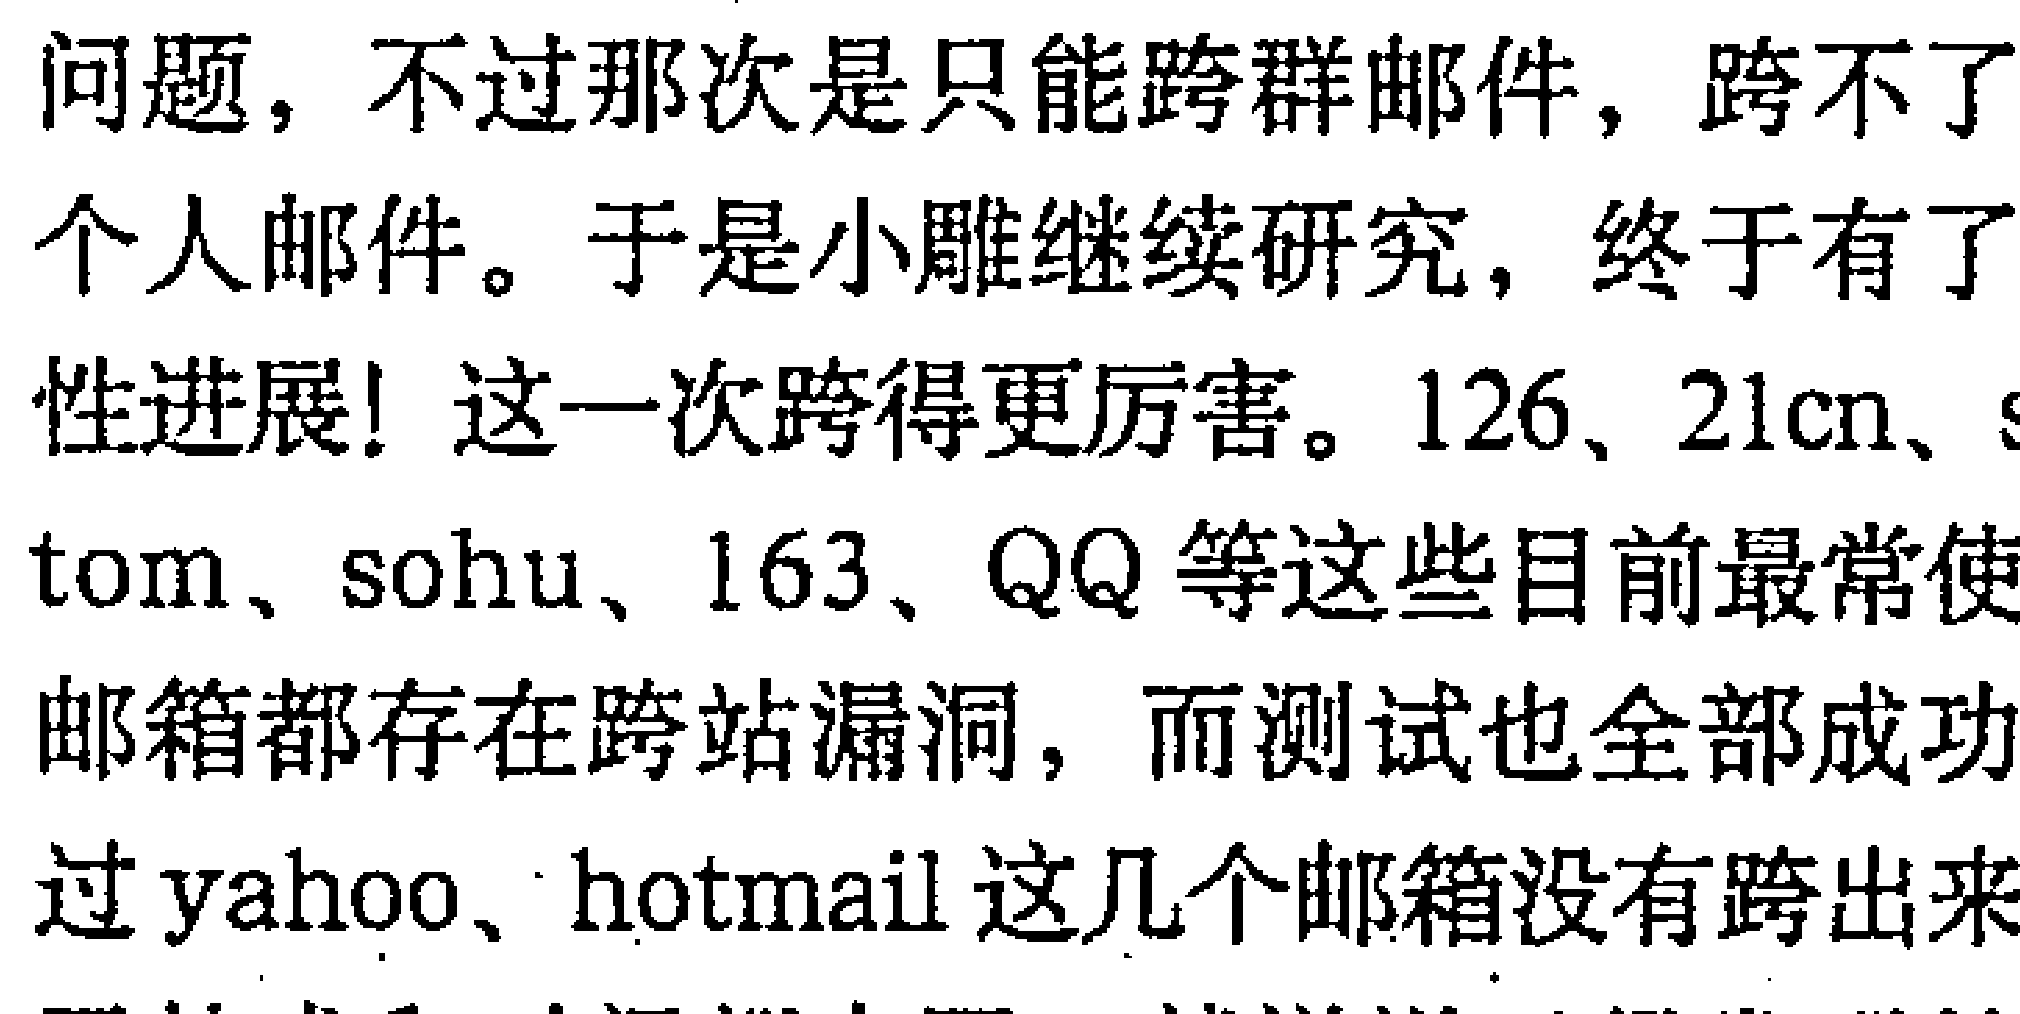 问题，不过那次是只能跨群邮件，跨不了
个人邮件。于是小雕继续研究，终于有了
性进展！这一次跨得更厉害。126、21cn、s
tom、sohu、163、QQ 等这些目前最常使
邮箱都存在跨站漏洞，而测试也全部成功
过 yahoo、hotmail 这几个邮箱没有跨出来